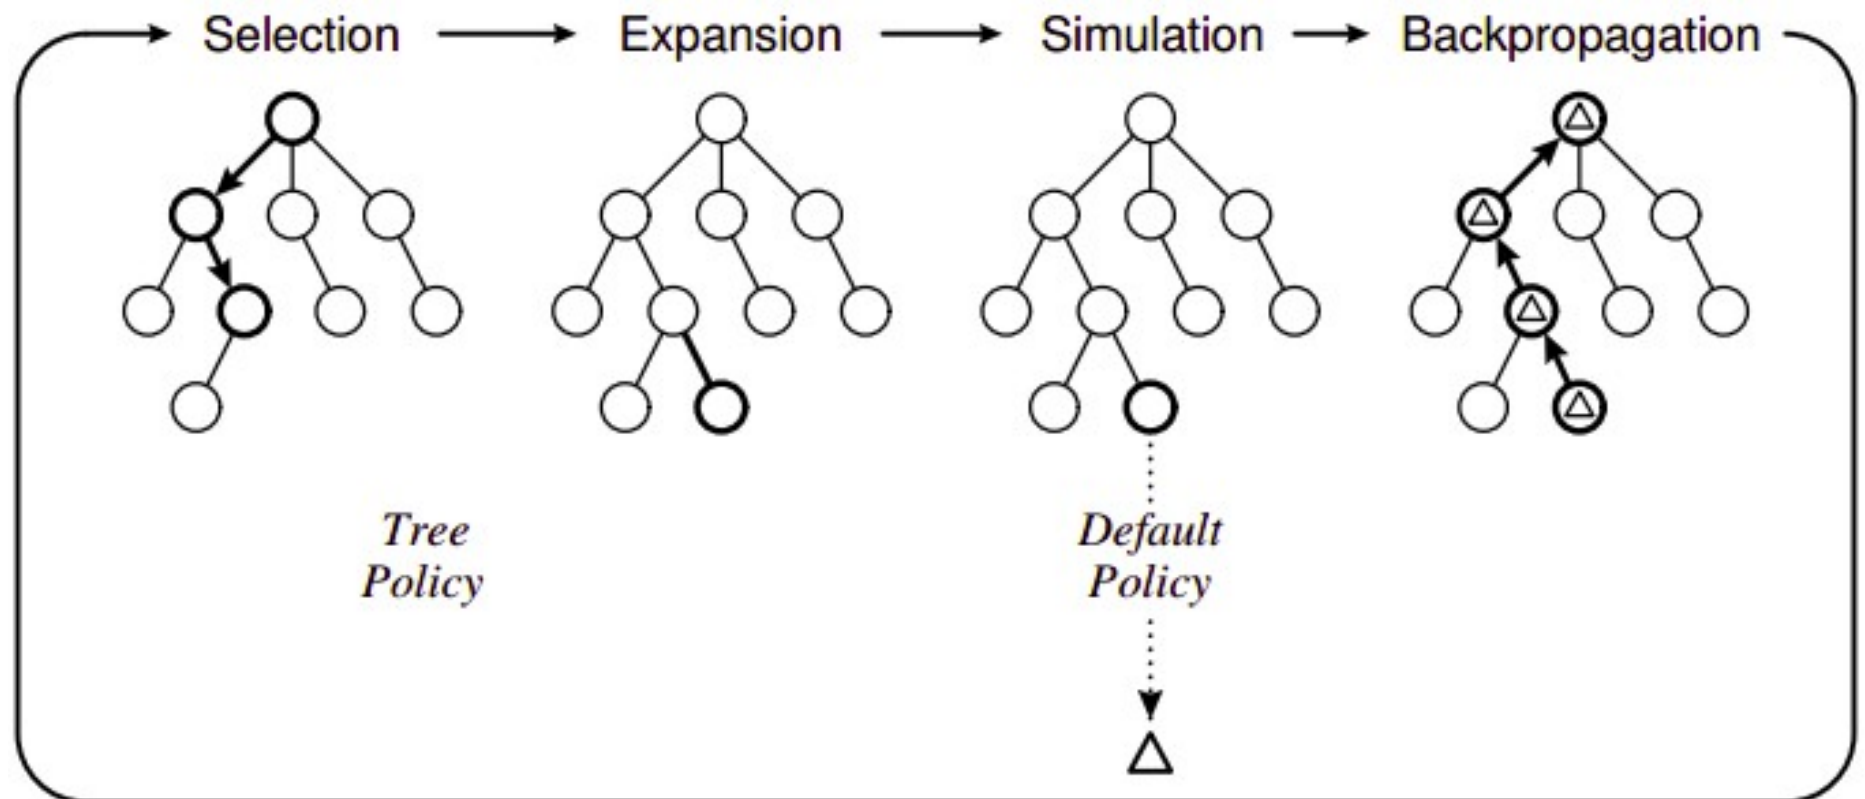 Selection
Expansion
Simulation
Backpropagation
Tree
Policy
Default
Policy